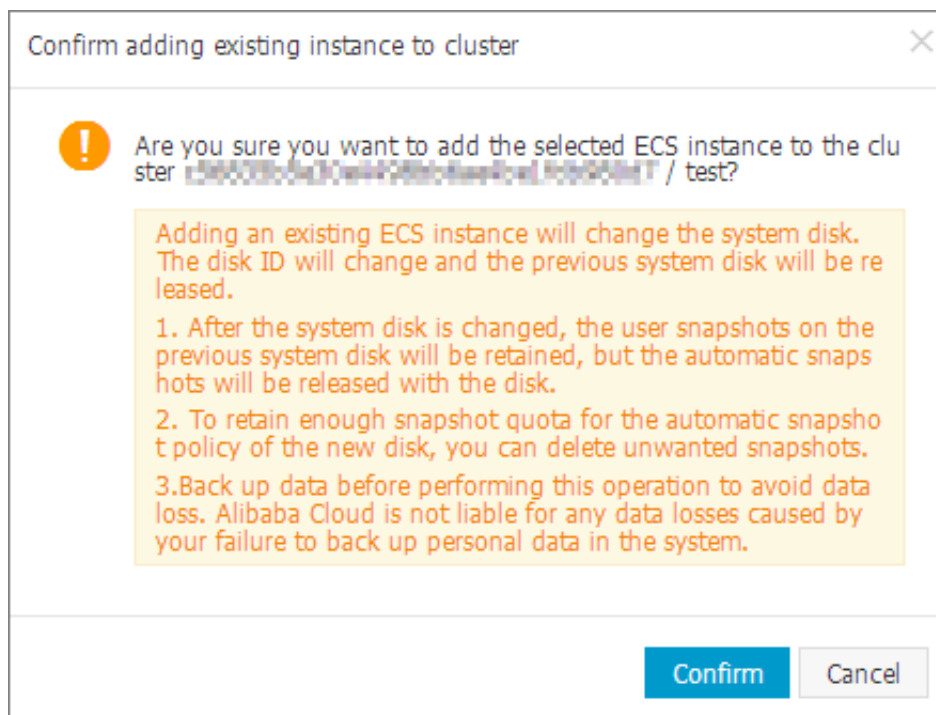 Confirm adding existing instance to cluster
Are you sure you want to add the selected ECS instance to the clu
ster / test?
Adding an existing ECS instance will change the system disk.
The disk ID will change and the previous system disk will be re
leased.
1. After the system disk is changed, the user snapshots on the
previous system disk will be retained, but the automatic snaps
hots will be released with the disk.
2. To retain enough snapshot quota for the automatic snapsho
t policy of the new disk, you can delete unwanted snapshots.
3.Back up data before performing this operation to avoid data
loss. Alibaba Cloud is not liable for any data losses caused by
your failure to back up personal data in the system.
Confirm
Cancel